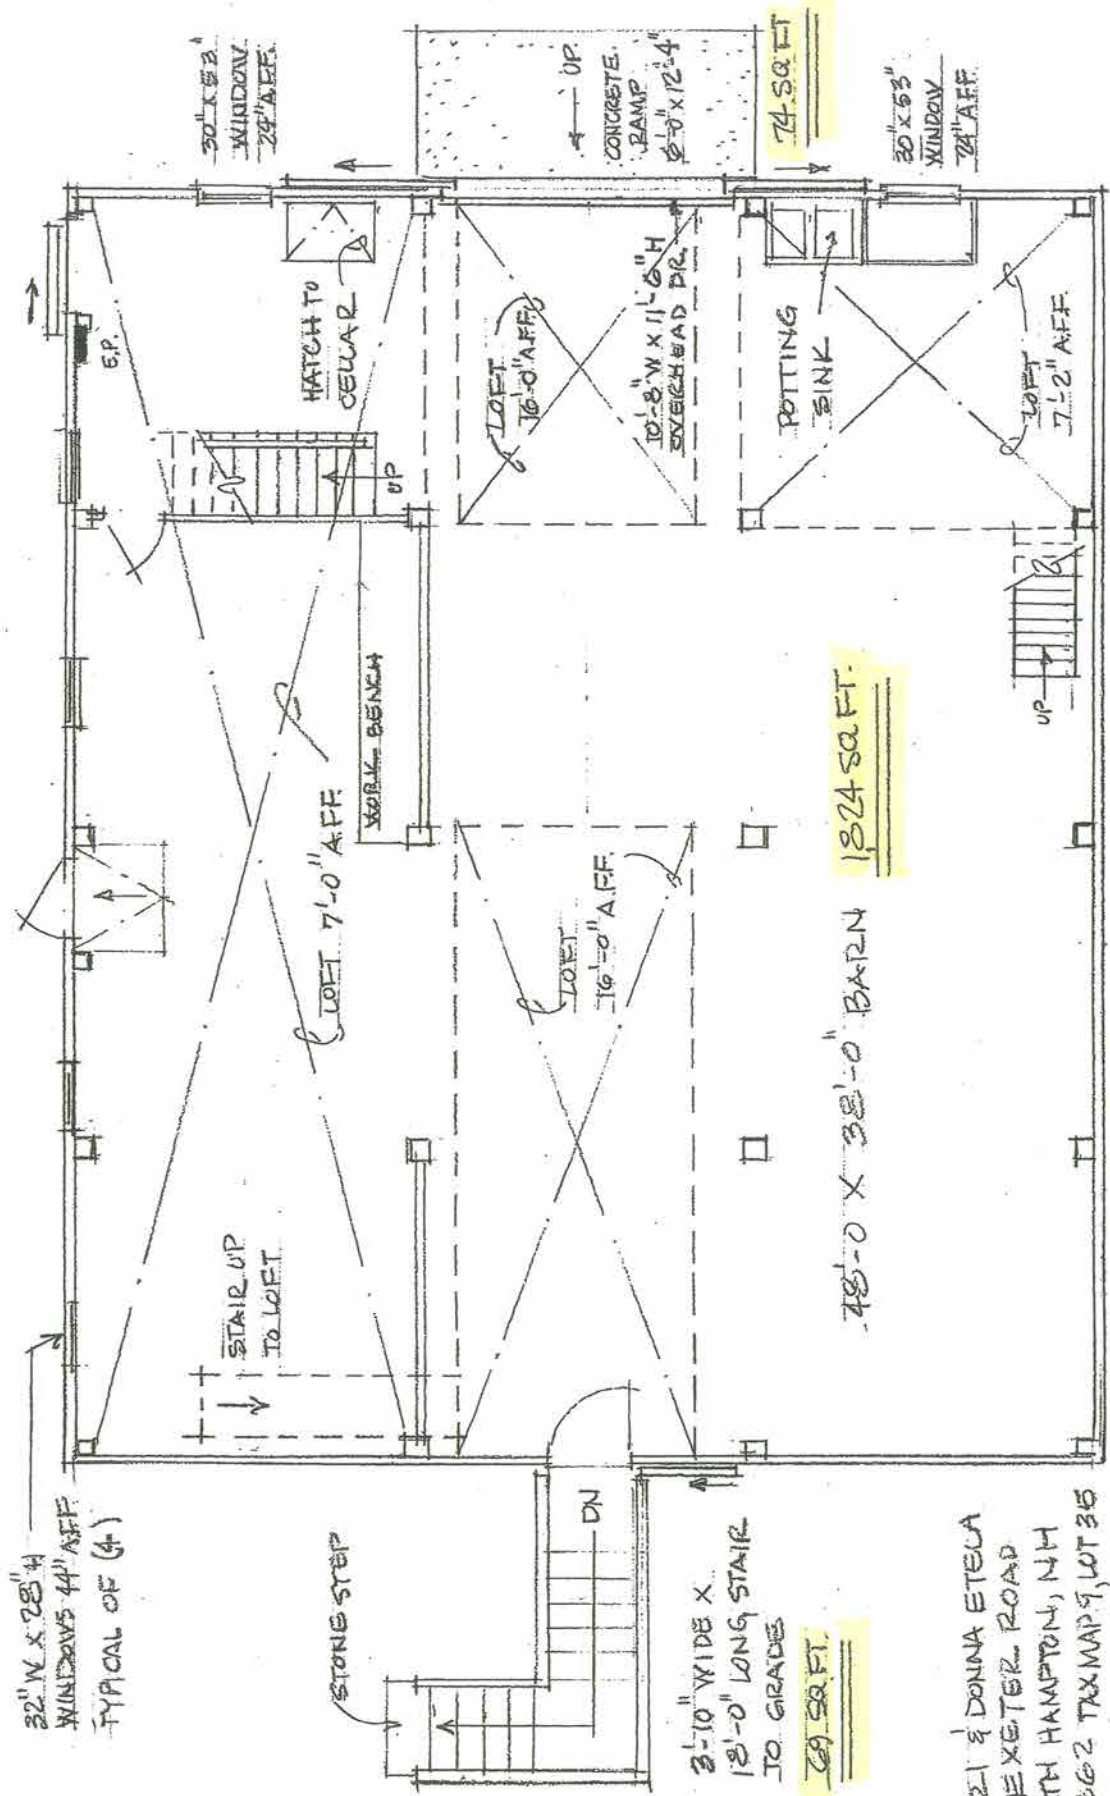 32" W X 28" H
WINDOWS 44" AFF
TYPICAL OF (4)
STONE STEP
DN
3'-10" WIDE X
18'-0" LONG STAIR
TO GRADE
69 SQ.FT.
& DONNA ETELA
EXETER ROAD
HAMPTON, NH
TAX MAP 9, LOT 35
STAIR UP
TO LOFT
LOFT 7'-0" A.F.F.
WORK BENCH
LOFT
16'-0" A.F.F.
48'-0 X 38'-0" BARN
1,824 SQ FT.
UP
E.P.
UP
HATCH TO
CELLAR
LOFT
16'-0" A.F.F.
10'-8" W X 11'-6" H
OVERHEAD DR.
POTTING
SINK
LOFT
7'-2" A.F.F.
30" X 53"
WINDOW
24" A.F.F.
UP
CONCRETE
RAMP
6'-0" X 12'-4"
74 SQ FT
30" X 53"
WINDOW
24" A.F.F.